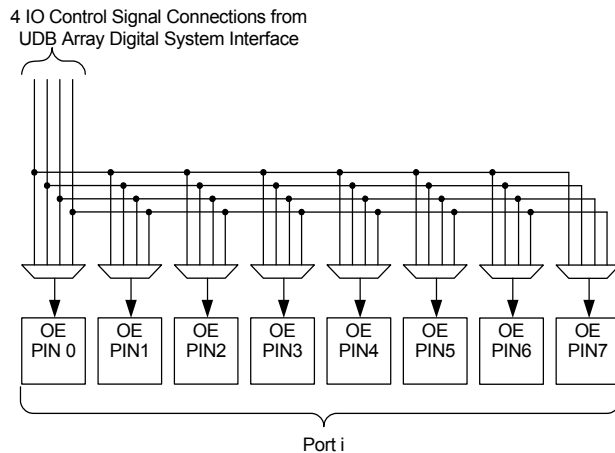 4 IO Control Signal Connections from
UDB Array Digital System Interface
OE
PIN 0
OE
PIN1
OE
PIN2
OE
PIN3
OE
PIN4
OE
PIN5
OE
PIN6
OE
PIN7
Port i